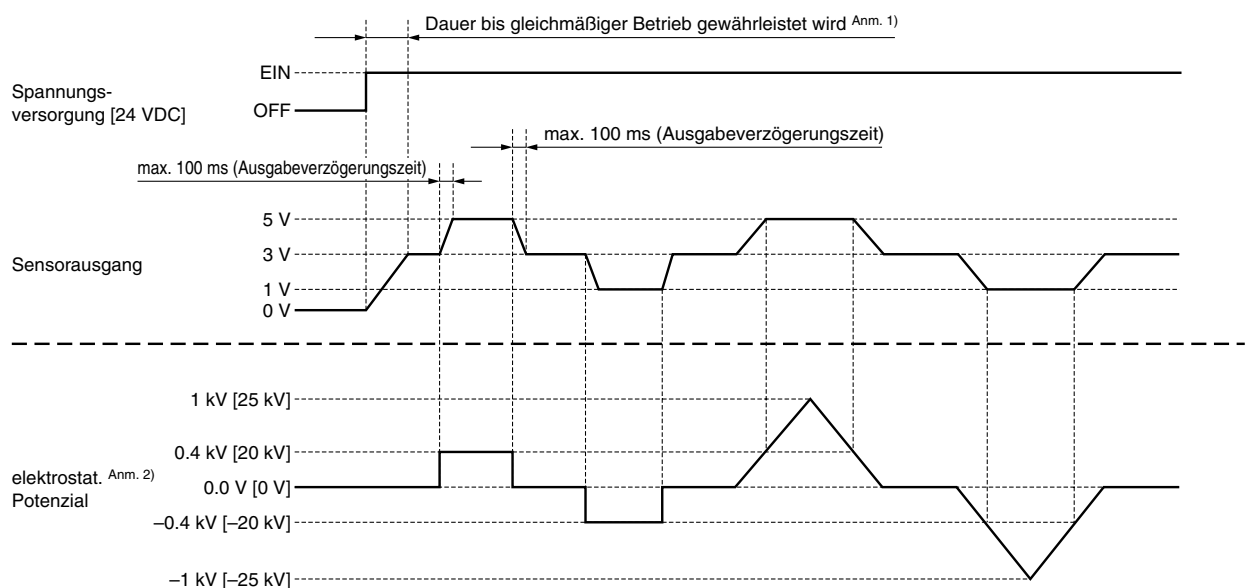 Dauer bis gleichmäßiger Betrieb gewährleistet wird Anm. 1)
EIN
Spannungs-
versorgung [24 VDC]
OFF
max. 100 ms (Ausgabeverzögerungszeit)
max. 100 ms (Ausgabeverzögerungszeit)
5 V
3 V
Sensorausgang
1 V
0 V
1 kV [25 kV]
0.4 kV [20 kV]
elektrostat. Anm. 2)
Potenzial
0.0 V [0 V]
–0.4 kV [–20 kV]
–1 kV [–25 kV]